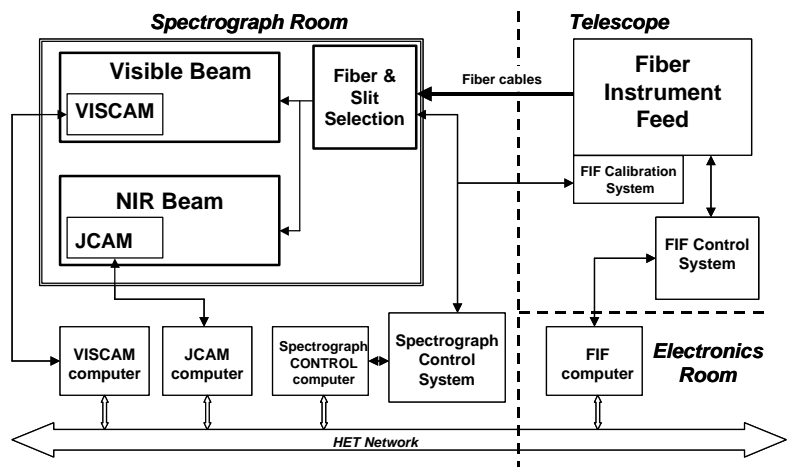 Spectrograph Room
Telescope
Visible Beam
VISCAM
Fiber &
Slit
Selection
Fiber cables
Fiber
Instrument
Feed
FIF Calibration
System
NIR Beam
JCAM
FIF Control
System
VISCAM
computer
JCAM
computer
Spectrograph
CONTROL
computer
Spectrograph
Control
System
FIF
computer
Electronics
Room
HET Network